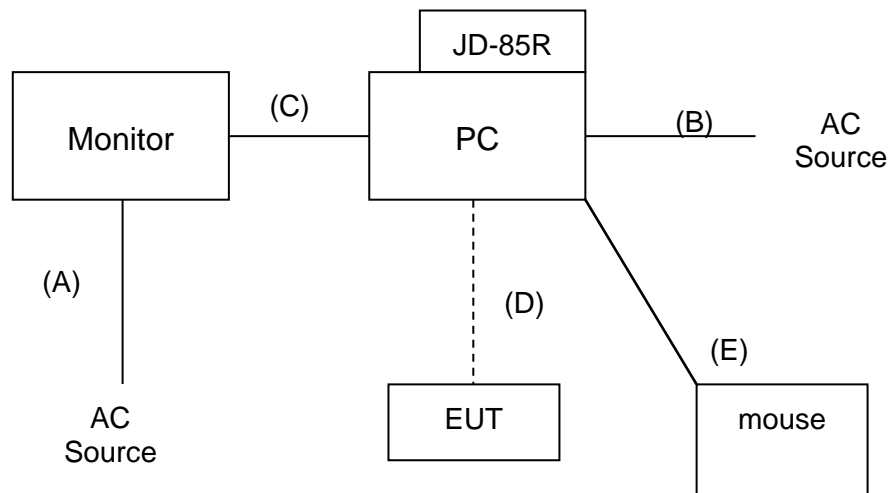 JD-85R
Monitor
(C)
PC
(B)
AC
Source
(A)
(D)
(E)
AC
Source
EUT
mouse